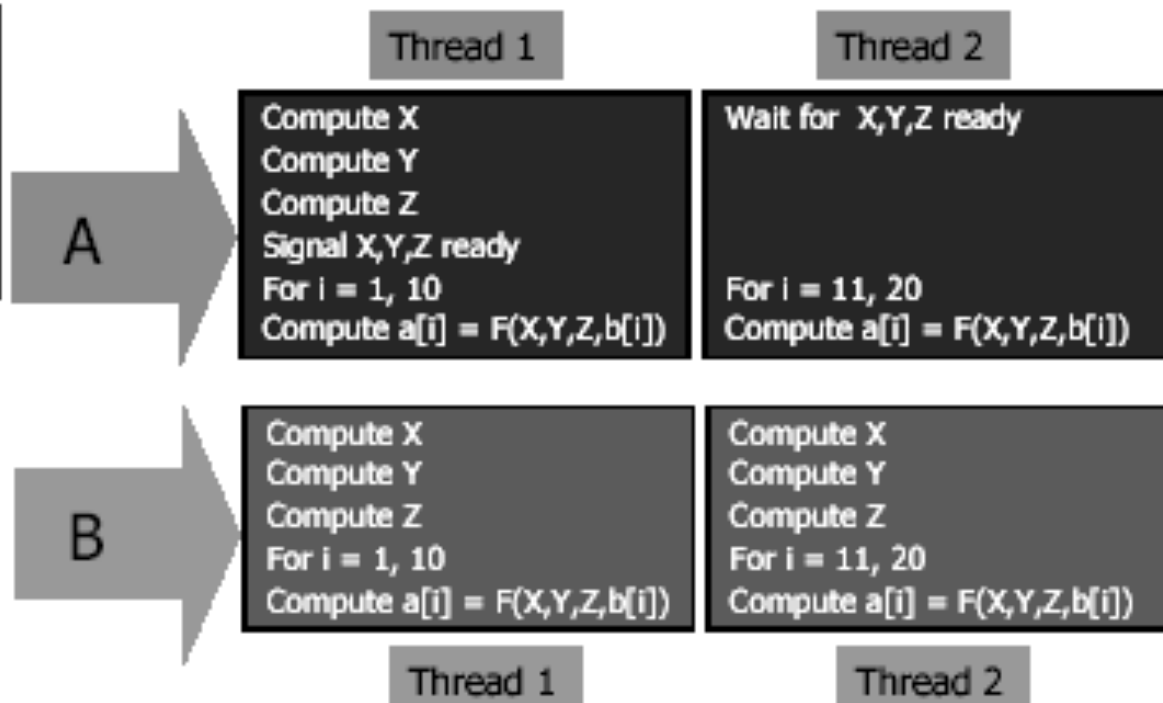 Thread 1
Thread 2
A
Compute X
Compute Y
Compute Z
Signal X,Y,Z ready
For i = 1, 10
Compute a[i] = F(X,Y,Z,b[i])
Wait for X,Y,Z ready
For i = 11, 20
Compute a[i] = F(X,Y,Z,b[i])
B
Compute X
Compute Y
Compute Z
For i = 1, 10
Compute a[i] = F(X,Y,Z,b[i])
Compute X
Compute Y
Compute Z
For i = 11, 20
Compute a[i] = F(X,Y,Z,b[i])
Thread 1
Thread 2